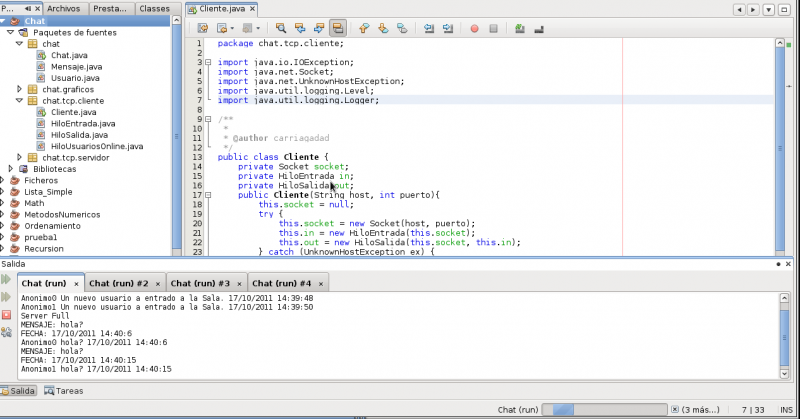 P... Archivos Presta... Classes
Chat
Paquetes de fuentes
chat
Chat.java
Mensaje.java
Usuario.java
chat.graficos
chat.tcp.cliente
Cliente.java
HiloEntrada.java
HiloSalida.java
HiloUsuariosOnline.java
chat.tcp.servidor
Bibliotecas
Ficheros
Lista_Simple
Math
MetodosNumericos
Ordenamiento
prueba1
Recursion
Cliente.java
1 package chat.tcp.cliente;
2
3 import java.io.IOException;
4 import java.net.Socket;
5 import java.net.UnknownHostException;
6 import java.util.logging.Level;
7 import java.util.logging.Logger;
8
9 /**
10 *
11 * @author carriagadad
12 */
13 public class Cliente {
14 private Socket socket;
15 private HiloEntrada in;
16 private HiloSalida out;
17 public Cliente(String host, int puerto){
18 this.socket = null;
19 try {
20 this.socket = new Socket(host, puerto);
21 this.in = new HiloEntrada(this.socket);
22 this.out = new HiloSalida(this.socket, this.in);
23 } catch (UnknownHostException ex) {
Salida
Chat (run) Chat (run) #2 Chat (run) #3 Chat (run) #4
Anonimo0 Un nuevo usuario a entrado a la Sala. 17/10/2011 14:39:48
Anonimo1 Un nuevo usuario a entrado a la Sala. 17/10/2011 14:39:50
Server Full
MENSAJE: hola?
FECHA: 17/10/2011 14:40:6
Anonimo0 hola? 17/10/2011 14:40:6
MENSAJE: hola?
FECHA: 17/10/2011 14:40:15
Anonimo1 hola? 17/10/2011 14:40:15
Salida Tareas
Chat (run) (3 más...) 7 | 33 INS